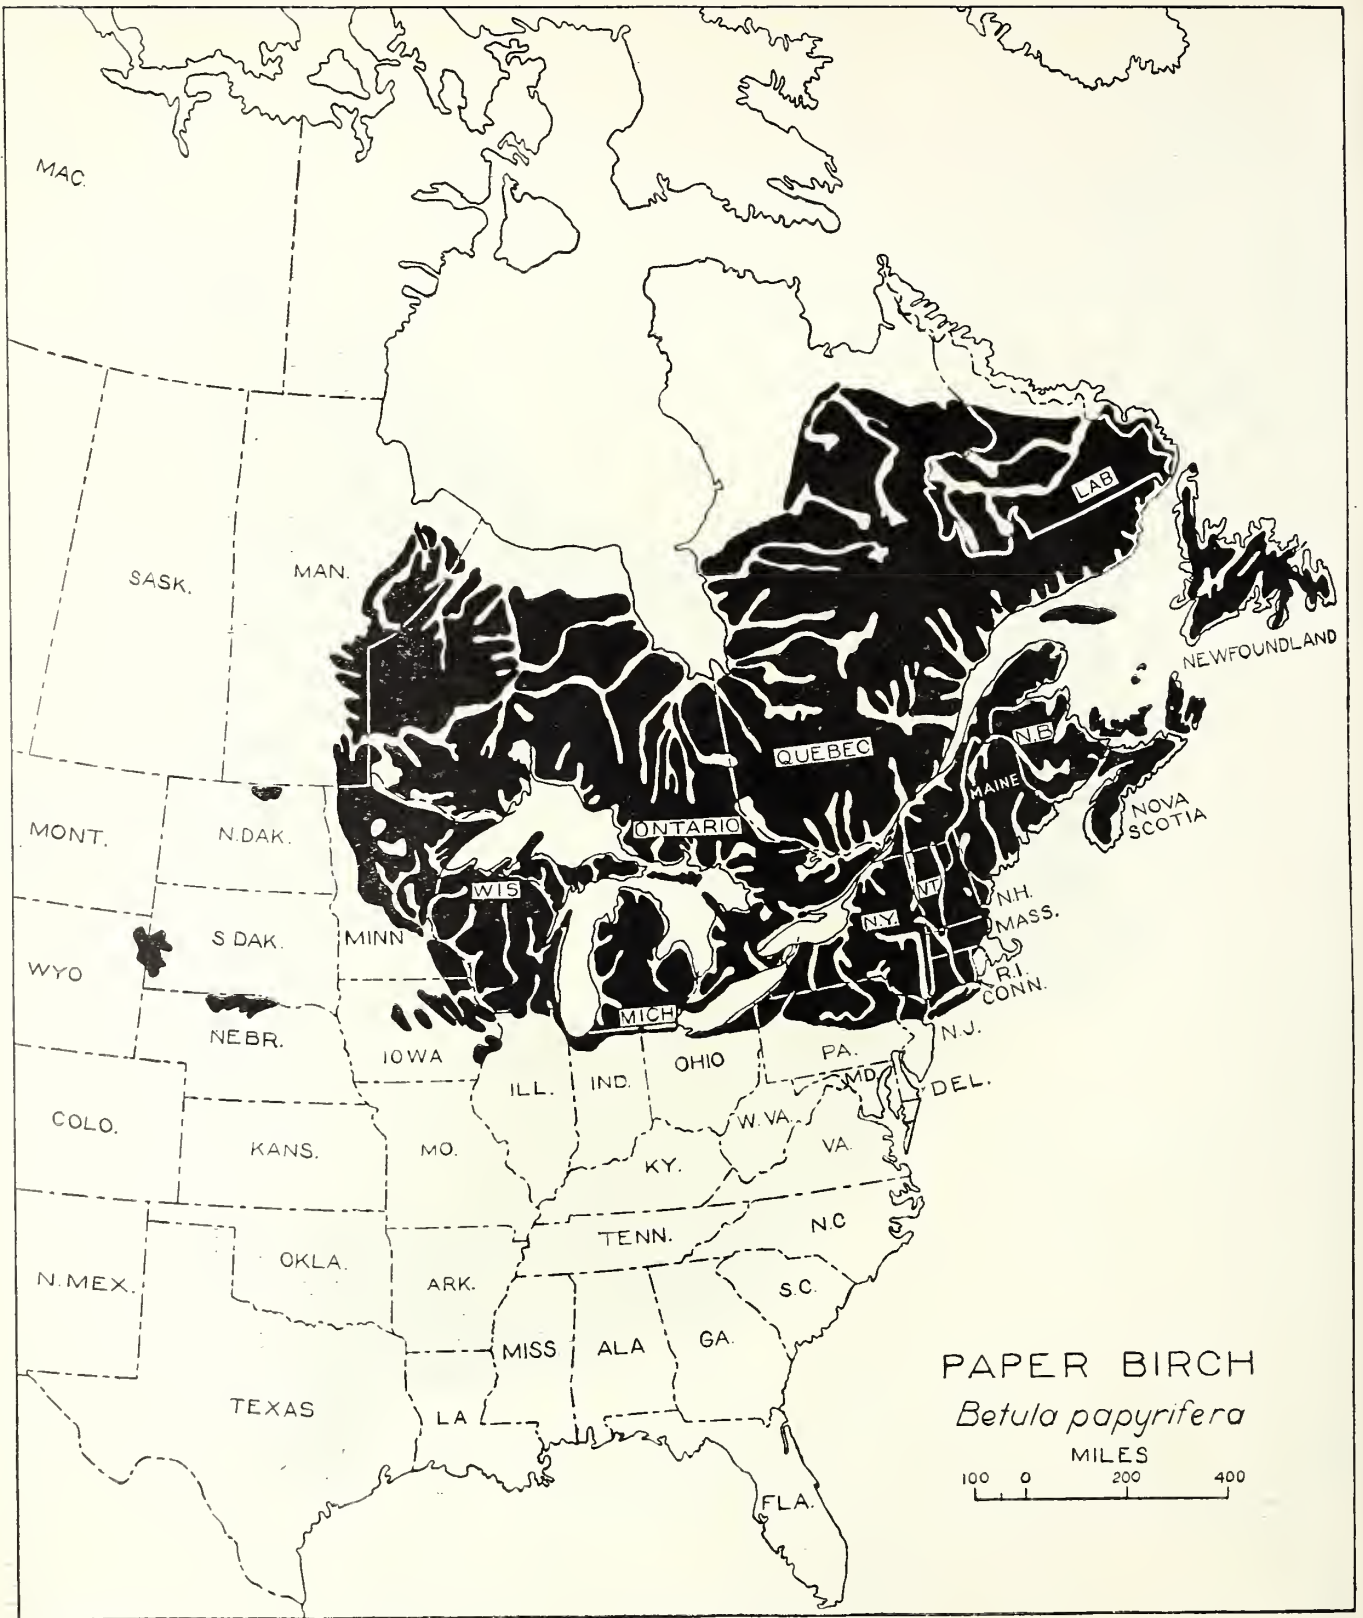 MAC.
SASK.
MAN.
LAB
NEWFOUNDLAND
QUEBEC
N.B
MAINE
NOVA
SCOTIA
ONTARIO
MONT.
N.DAK.
WIS
VT
N.H.
N.Y.
MASS.
S DAK.
MINN
WYO
R.I.
CONN.
MICH
NEBR.
IOWA
N.J.
PA.
OHIO
ILL.
IND.
MD.
DEL.
COLO.
KANS.
MO.
W.VA.
VA.
KY.
TENN.
N.C
N.MEX.
OKLA.
ARK.
S.C.
MISS
ALA
GA.
TEXAS
LA
FLA.
PAPER BIRCH
Betula papyrifera
MILES
100 0 200 400